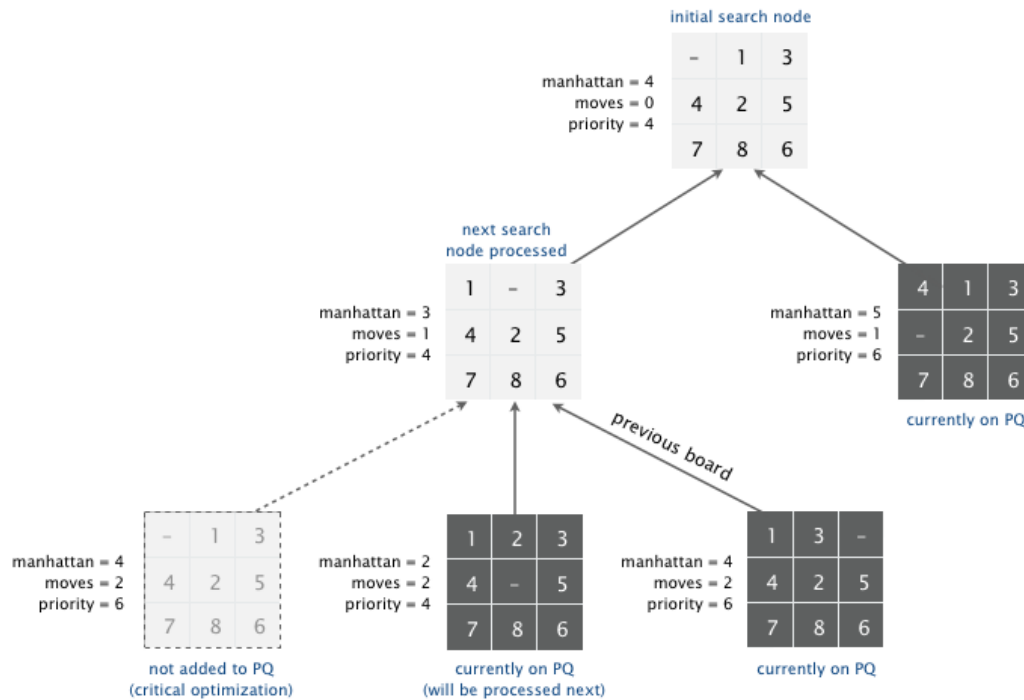 initial search node
- 1 3
manhattan = 4
moves = 0
priority = 4
4 2 5
7 8 6
next search
node processed
1 - 3
manhattan = 3
moves = 1
priority = 4
4 2 5
7 8 6
4 1 3
manhattan = 5
moves = 1
priority = 6
- 2 5
7 8 6
currently on PQ
previous board
- 1 3
manhattan = 4
moves = 2
priority = 6
4 2 5
7 8 6
not added to PQ
(critical optimization)
1 2 3
manhattan = 2
moves = 2
priority = 4
4 - 5
7 8 6
currently on PQ
(will be processed next)
1 3 -
manhattan = 4
moves = 2
priority = 6
4 2 5
7 8 6
currently on PQ